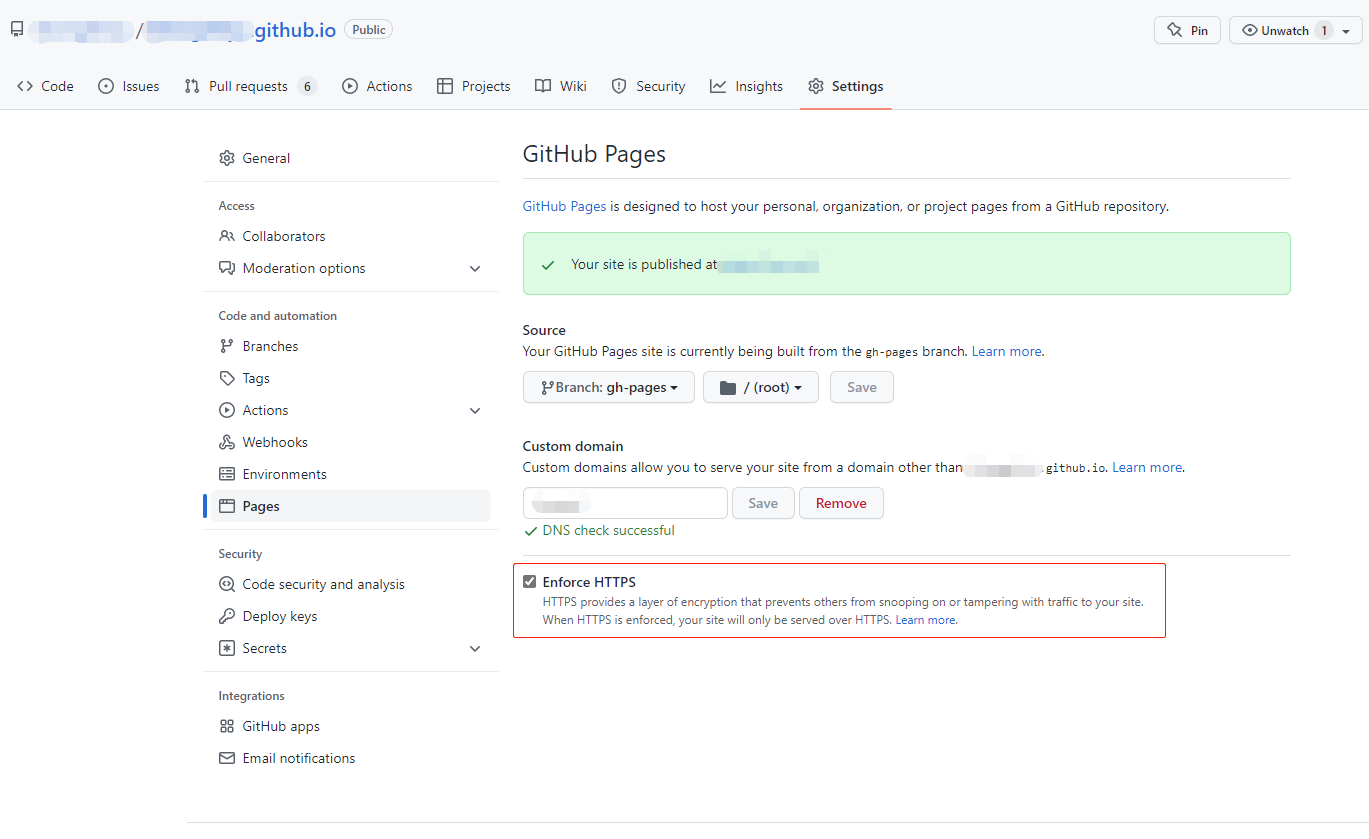 / github.io Public
Pin
Unwatch 1
Code
Issues
Pull requests 6
Actions
Projects
Wiki
Security
Insights
Settings
General
Access
Collaborators
Moderation options
Code and automation
Branches
Tags
Actions
Webhooks
Environments
Pages
Security
Code security and analysis
Deploy keys
Secrets
Integrations
GitHub apps
Email notifications
GitHub Pages
GitHub Pages is designed to host your personal, organization, or project pages from a GitHub repository.
Your site is published at
Source
Your GitHub Pages site is currently being built from the gh-pages branch. Learn more.
Branch: gh-pages
/ (root)
Save
Custom domain
Custom domains allow you to serve your site from a domain other than .github.io. Learn more.
Save
Remove
DNS check successful
Enforce HTTPS
HTTPS provides a layer of encryption that prevents others from snooping on or tampering with traffic to your site.
When HTTPS is enforced, your site will only be served over HTTPS. Learn more.